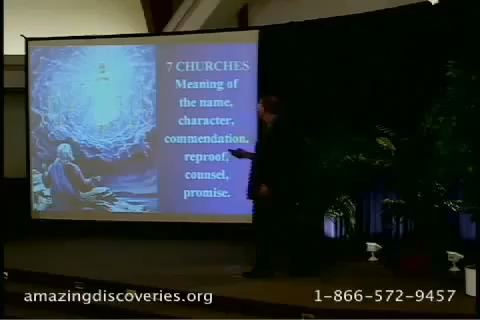 7 CHURCHES
Meaning of
the name,
character,
commendation,
reproof,
counsel,
promise.
amazingdiscoveries.org
1-866-572-9457